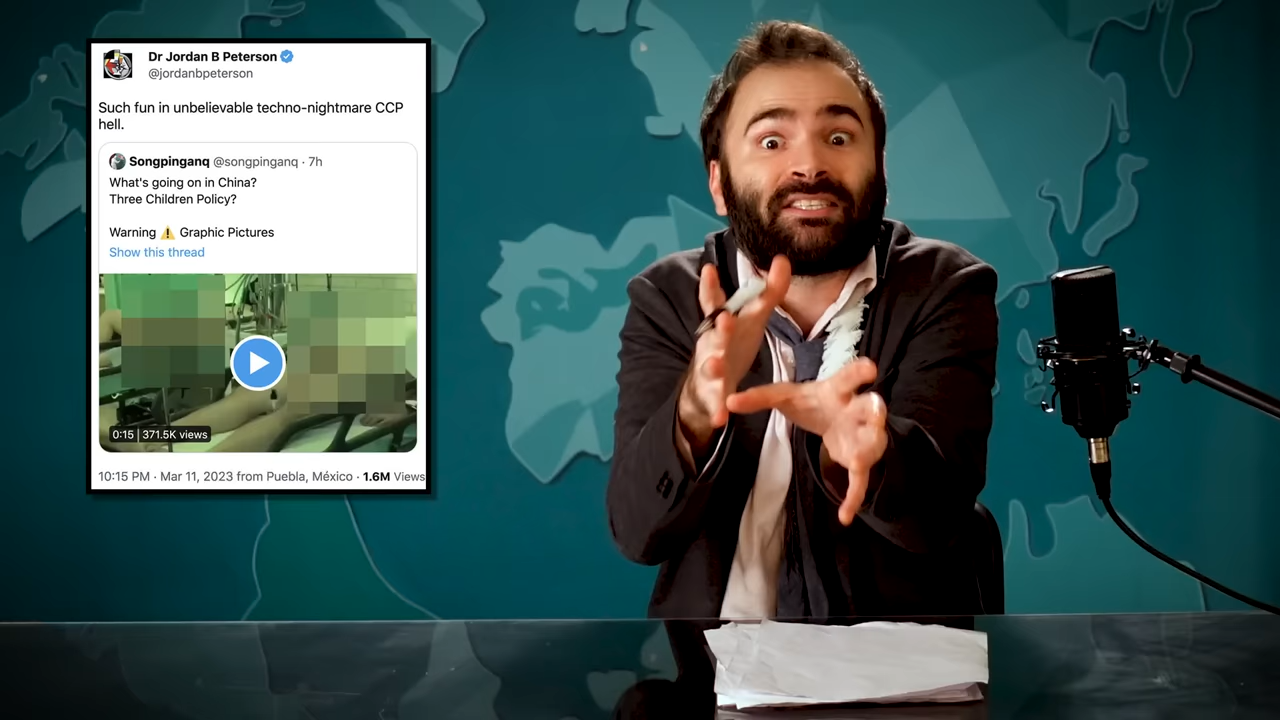 Dr Jordan B Peterson
@jordanbpeterson
Such fun in unbelievable techno-nightmare CCP
hell.
Songpinganq @songpinganq · 7h
What's going on in China?
Three Children Policy?
Warning ⚠️ Graphic Pictures
Show this thread
0:15 | 371.5K views
10:15 PM · Mar 11, 2023 from Puebla, México · 1.6M Views